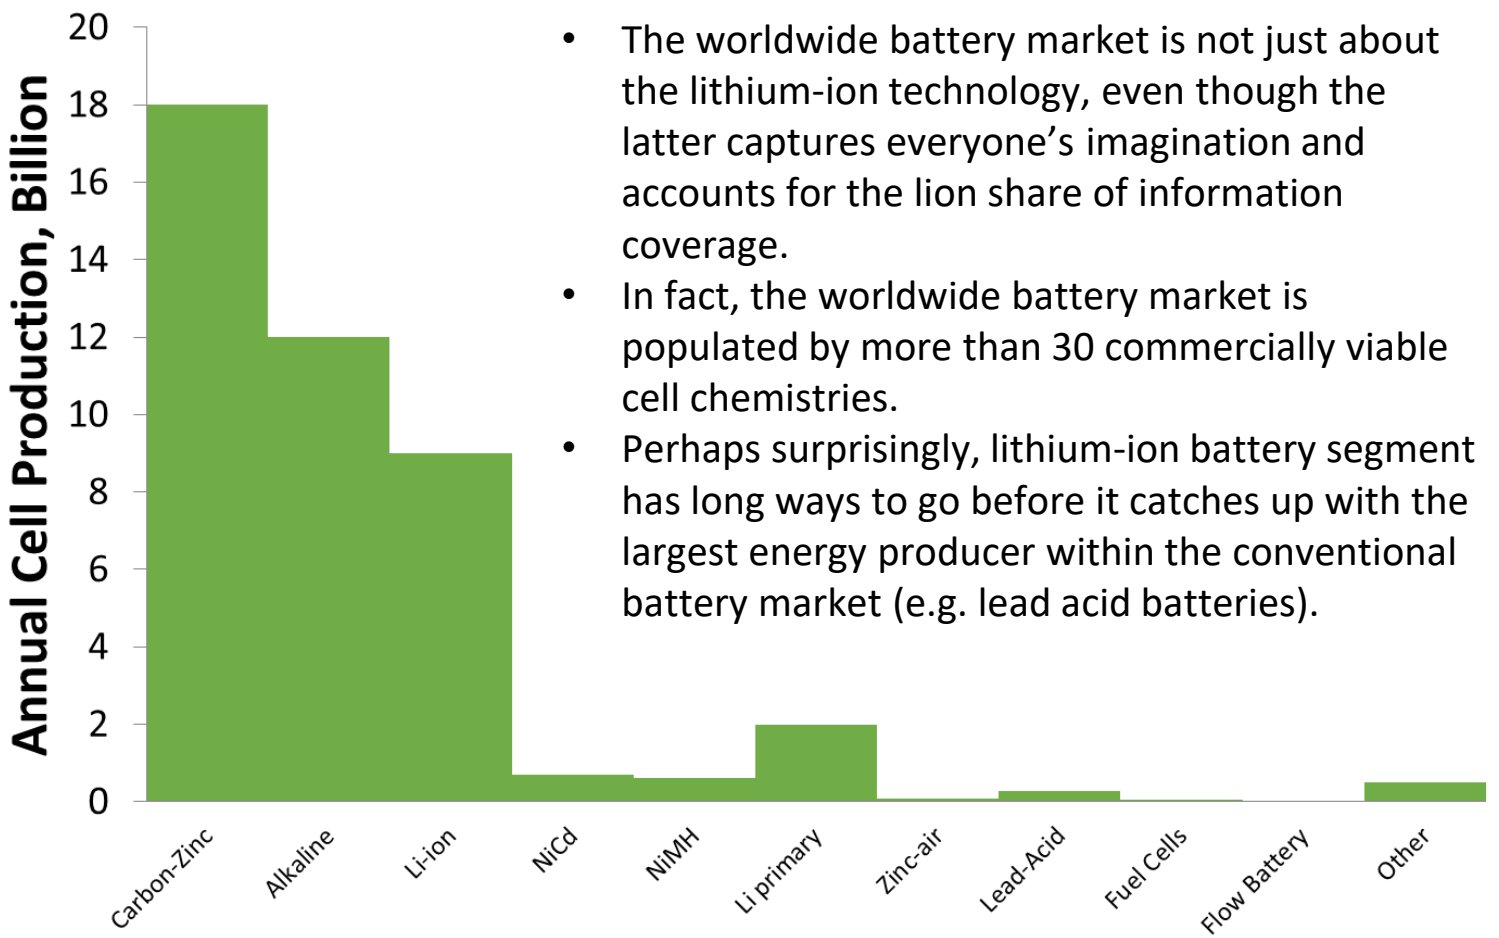 Annual Cell Production, Billion
20
18
16
14
12
10
8
6
4
2
0
• The worldwide battery market is not just about
the lithium-ion technology, even though the
latter captures everyone’s imagination and
accounts for the lion share of information
coverage.
• In fact, the worldwide battery market is
populated by more than 30 commercially viable
cell chemistries.
• Perhaps surprisingly, lithium-ion battery segment
has long ways to go before it catches up with the
largest energy producer within the conventional
battery market (e.g. lead acid batteries).
Carbon-Zinc
Alkaline
Li-ion
NiCd
NiMH
Li primary
Zinc-air
Lead-Acid
Fuel Cells
Flow Battery
Other